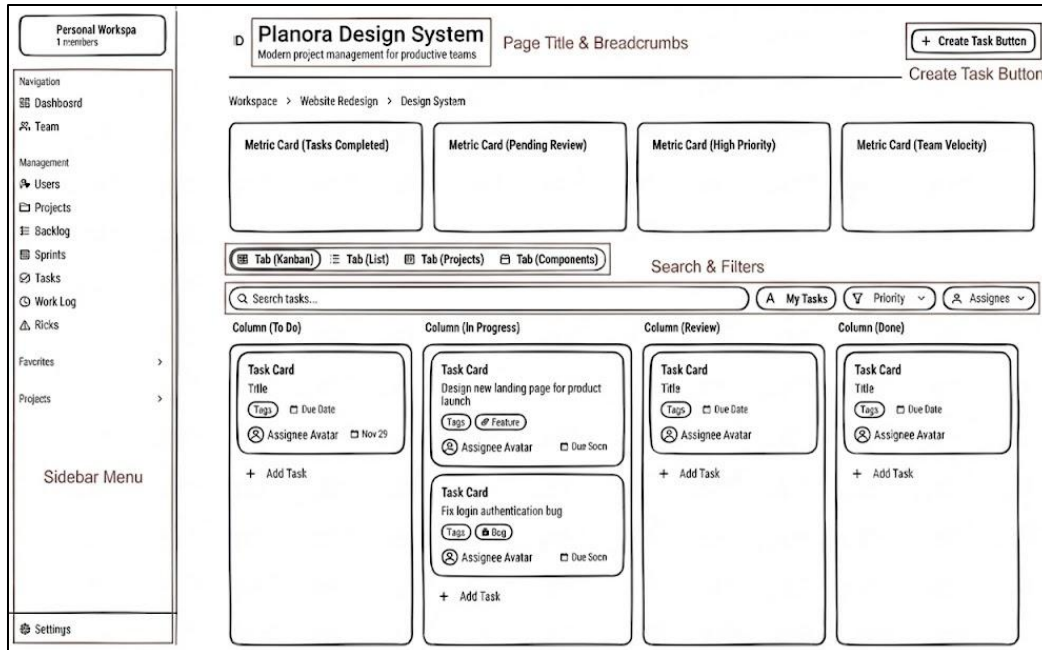 Personal Workspa
1 members
Navigation
Dashbosrd
Team
Management
Users
Projects
Backlog
Sprints
Tasks
Work Log
Ricks
Favcrites
Projects
Sidebar Menu
Settings
D
Planora Design System
Modern project management for productive teams
Page Title & Breadcrumbs
+ Create Task Buttcn
Create Task Button
Workspace > Website Redesign > Design System
Metric Card (Tasks Completed)
Metric Card (Pending Review)
Metric Card (High Priority)
Metric Card (Team Velocity)
Tab (Kanban)
Tab (List)
Tab (Projects)
Tab (Components)
Search & Filters
Serch tasks...
A My Tasks
Priority
Assignes
Column (To Do)
Task Card
Title
Tags
Due Date
Assignee Avatar
Nov 29
+ Add Task
Column (In Progress)
Task Card
Design new landing page for product
launch
Tags
Feature
Assignee Avatar
Due Socn
Task Card
Fix login authentication bug
Tags
Bcg
Assignee Avatar
Due Socn
+ Add Task
Column (Review)
Task Card
Title
Tags
Due Date
Assignee Avatar
+ Add Task
Column (Done)
Task Card
Title
Tags
Due Date
Assignee Avatar
+ Add Task